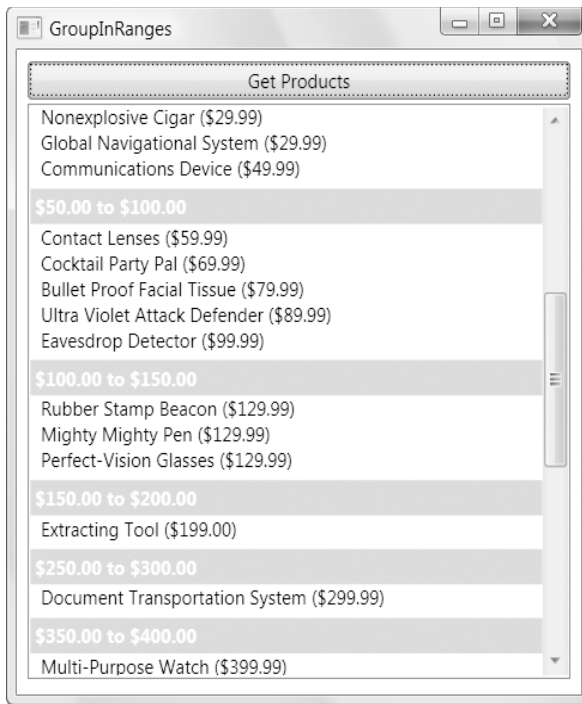 GroupInRanges
Get Products
Nonexplosive Cigar ($29.99)
Global Navigational System ($29.99)
Communications Device ($49.99)
$50.00 to $100.00
Contact Lenses ($59.99)
Cocktail Party Pal ($69.99)
Bullet Proof Facial Tissue ($79.99)
Ultra Violet Attack Defender ($89.99)
Eavesdrop Detector ($99.99)
$100.00 to $150.00
Rubber Stamp Beacon ($129.99)
Mighty Mighty Pen ($129.99)
Perfect-Vision Glasses ($129.99)
$150.00 to $200.00
Extracting Tool ($199.00)
$250.00 to $300.00
Document Transportation System ($299.99)
$350.00 to $400.00
Multi-Purpose Watch ($399.99)